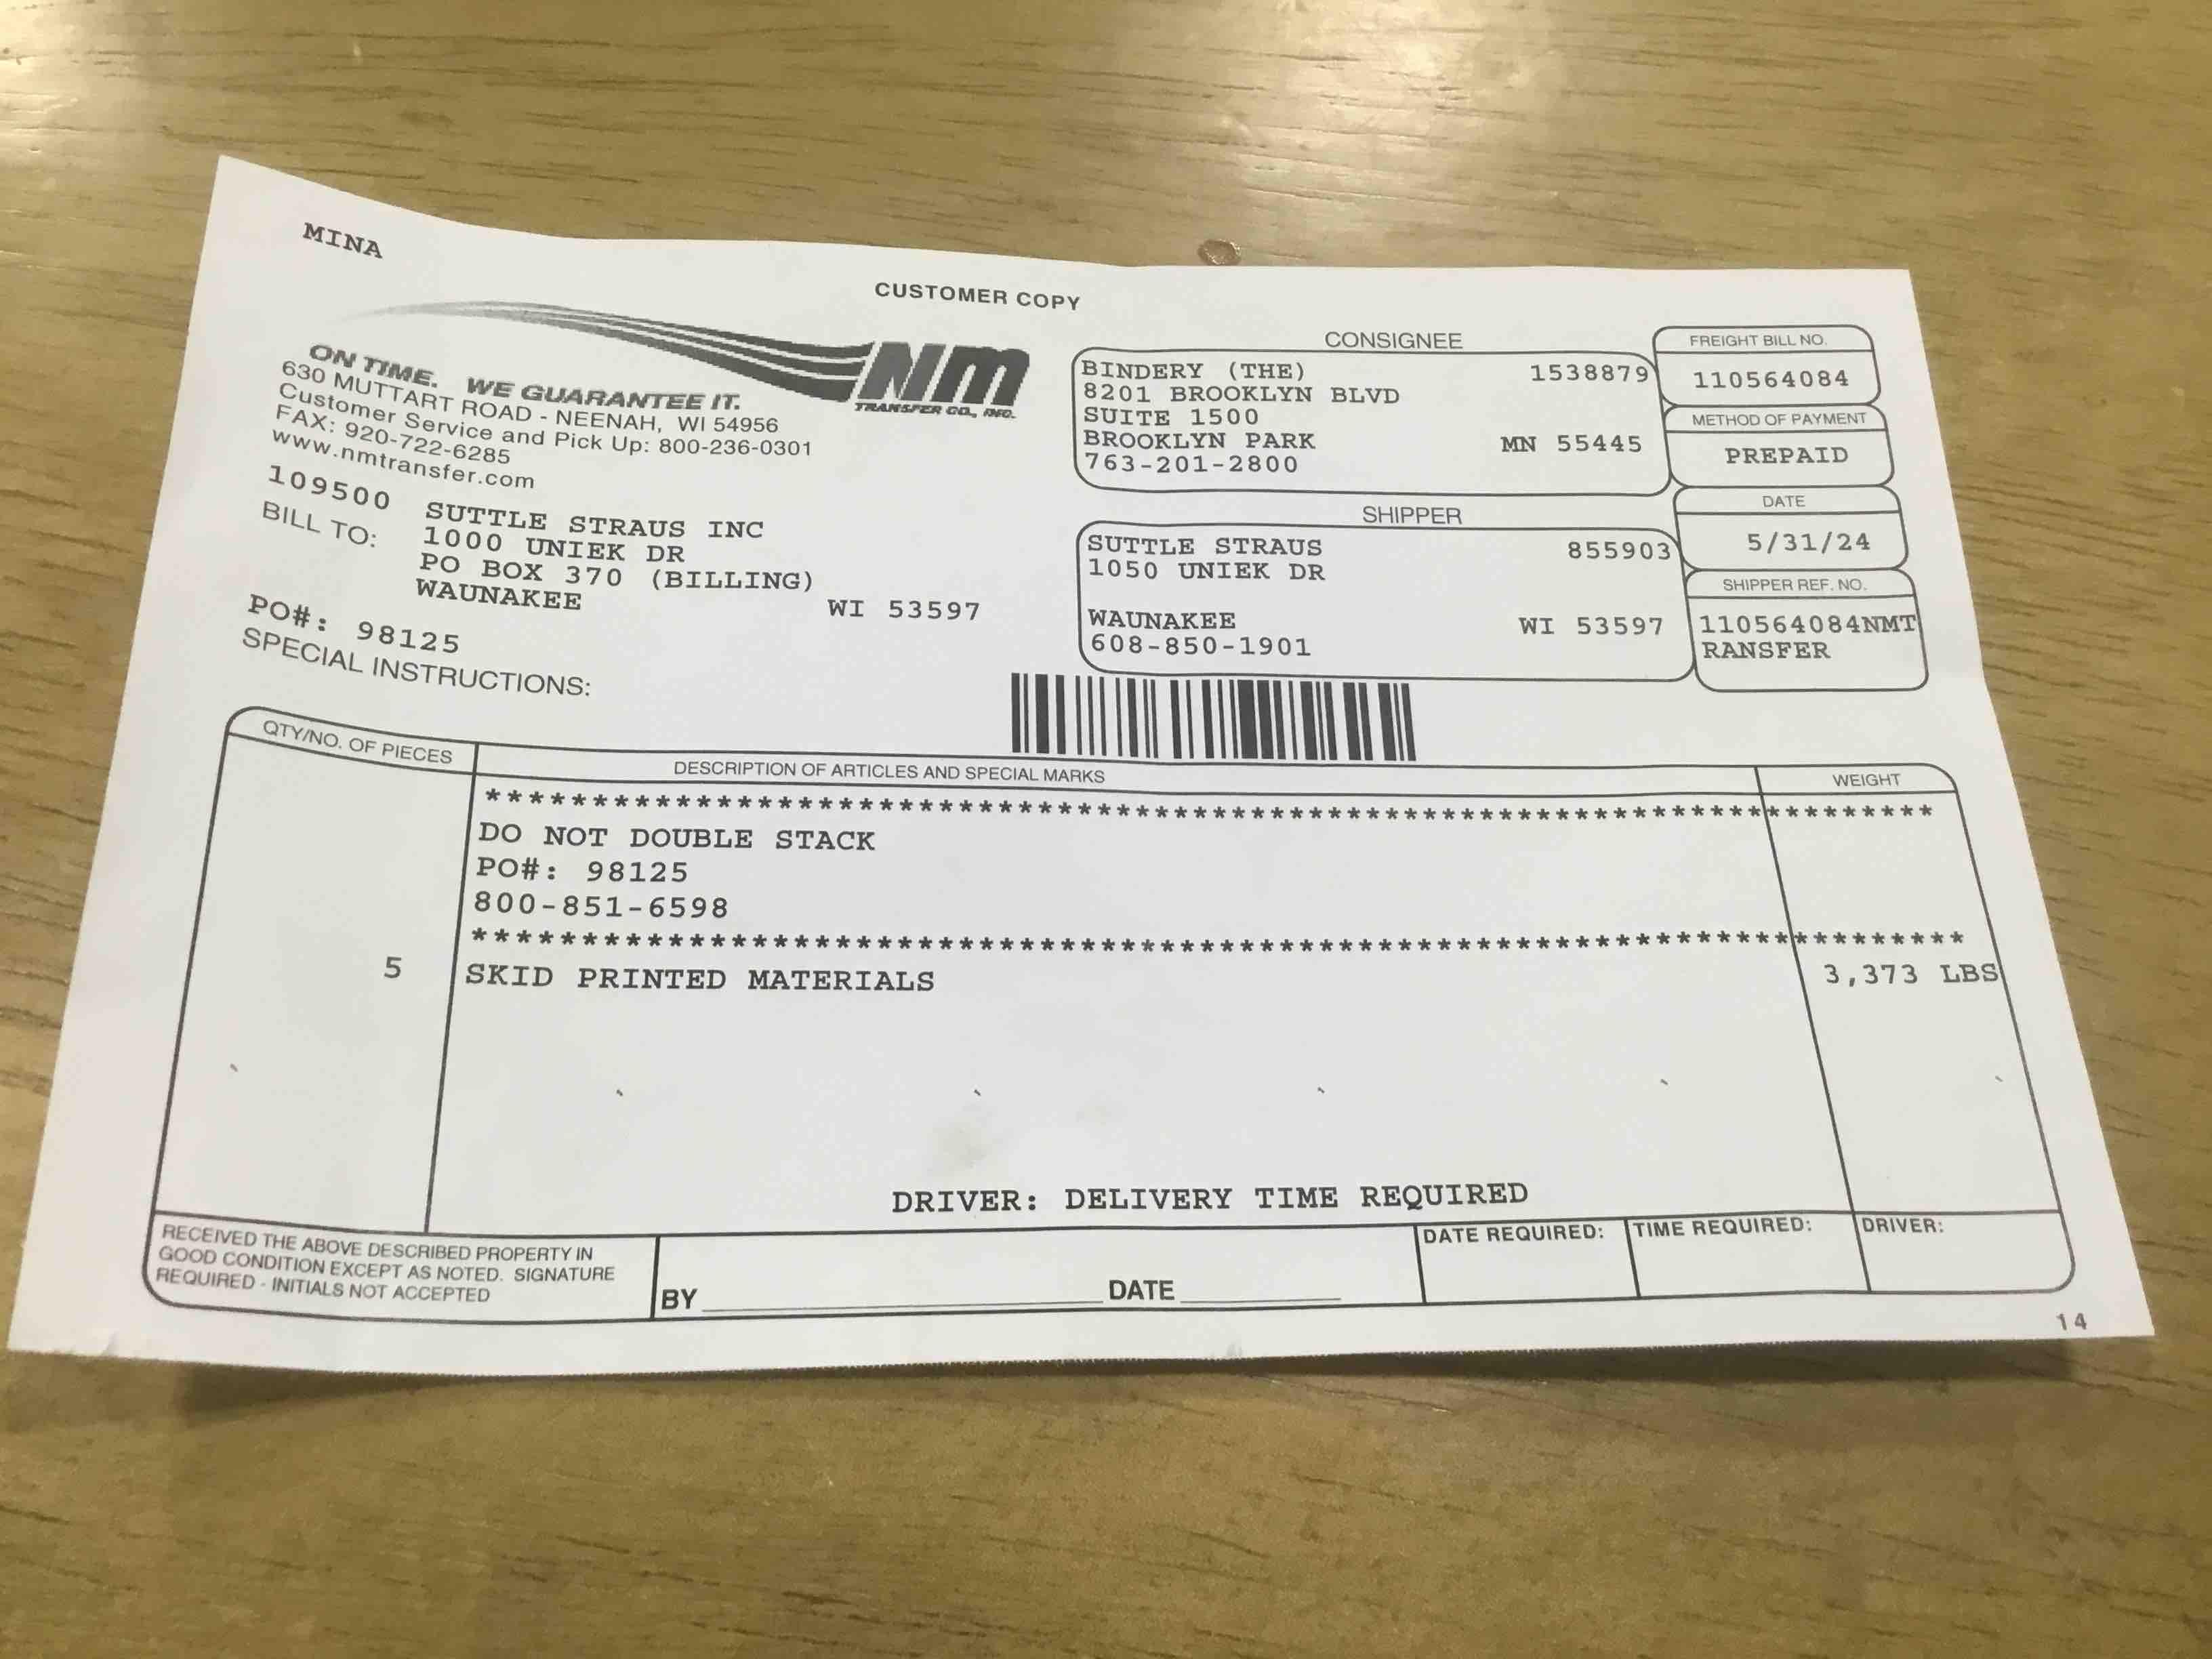 MINA
CUSTOMER COPY
NM
TRANSFER CO., INC.
ON TIME. WE GUARANTEE IT.
630 MUTTART ROAD - NEENAH, WI 54956
Customer Service and Pick Up: 800-236-0301
FAX: 920-722-6285
www.nmtransfer.com
109500 SUTTLE STRAUS INC
BILL TO: 1000 UNIEK DR
PO BOX 370 (BILLING)
WAUNAKEE WI 53597
PO#: 98125
SPECIAL INSTRUCTIONS:
CONSIGNEE
BINDERY (THE) 1538879
8201 BROOKLYN BLVD
SUITE 1500
BROOKLYN PARK MN 55445
763-201-2800
SHIPPER
SUTTLE STRAUS 855903
1050 UNIEK DR
WAUNAKEE WI 53597
608-850-1901
FREIGHT BILL NO.
110564084
METHOD OF PAYMENT
PREPAID
DATE
5/31/24
SHIPPER REF. NO.
110564084NMT
RANSFER
QTY/NO. OF PIECES DESCRIPTION OF ARTICLES AND SPECIAL MARKS WEIGHT
********************************************************************
DO NOT DOUBLE STACK
PO#: 98125
800-851-6598
********************************************************************
5 SKID PRINTED MATERIALS 3,373 LBS
DRIVER: DELIVERY TIME REQUIRED
RECEIVED THE ABOVE DESCRIBED PROPERTY IN
GOOD CONDITION EXCEPT AS NOTED. SIGNATURE
REQUIRED - INITIALS NOT ACCEPTED
BY DATE
DATE REQUIRED: TIME REQUIRED: DRIVER:
14